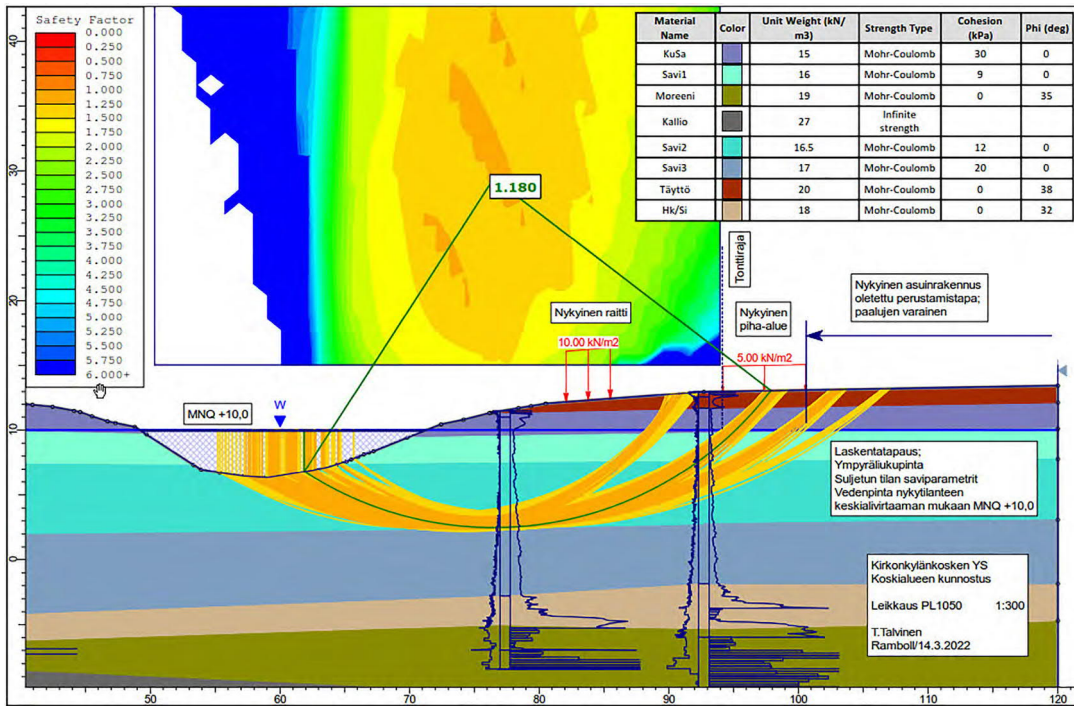 Safety Factor
0.000
0.250
0.500
0.750
1.000
1.250
1.500
1.750
2.000
2.250
2.500
2.750
3.000
3.250
3.500
3.750
4.000
4.250
4.500
4.750
5.000
5.250
5.500
5.750
6.000+
Material Name Color Unit Weight (kN/m3) Strength Type Cohesion (kPa) Phi (deg)
KuSa 15 Mohr-Coulomb 30 0
Savi1 16 Mohr-Coulomb 9 0
Moreeni 19 Mohr-Coulomb 0 35
Kallio 27 Infinite strength
Savi2 16.5 Mohr-Coulomb 12 0
Savi3 17 Mohr-Coulomb 20 0
Täyttö 20 Mohr-Coulomb 0 38
Hk/Si 18 Mohr-Coulomb 0 32
1.180
Tonttiraja
Nykyinen asuinrakennus
oletettu perustamistapa;
paalujen varainen
Nykyinen raitti
10.00 kN/m2
Nykyinen
piha-alue
5.00 kN/m2
MNQ +10,0
W
Laskentatapaus;
Ympyräliukupinta
Suljetun tilan saviparametrit
Vedenpinta nykytilanteen
keskialivirtaaman mukaan MNQ +10,0
Kirkonkylänkosken YS
Koskialueen kunnostus
Leikkaus PL1050 1:300
T.Talvinen
Ramboll/14.3.2022
40
30
20
10
0
50 60 70 80 90 100 110 120